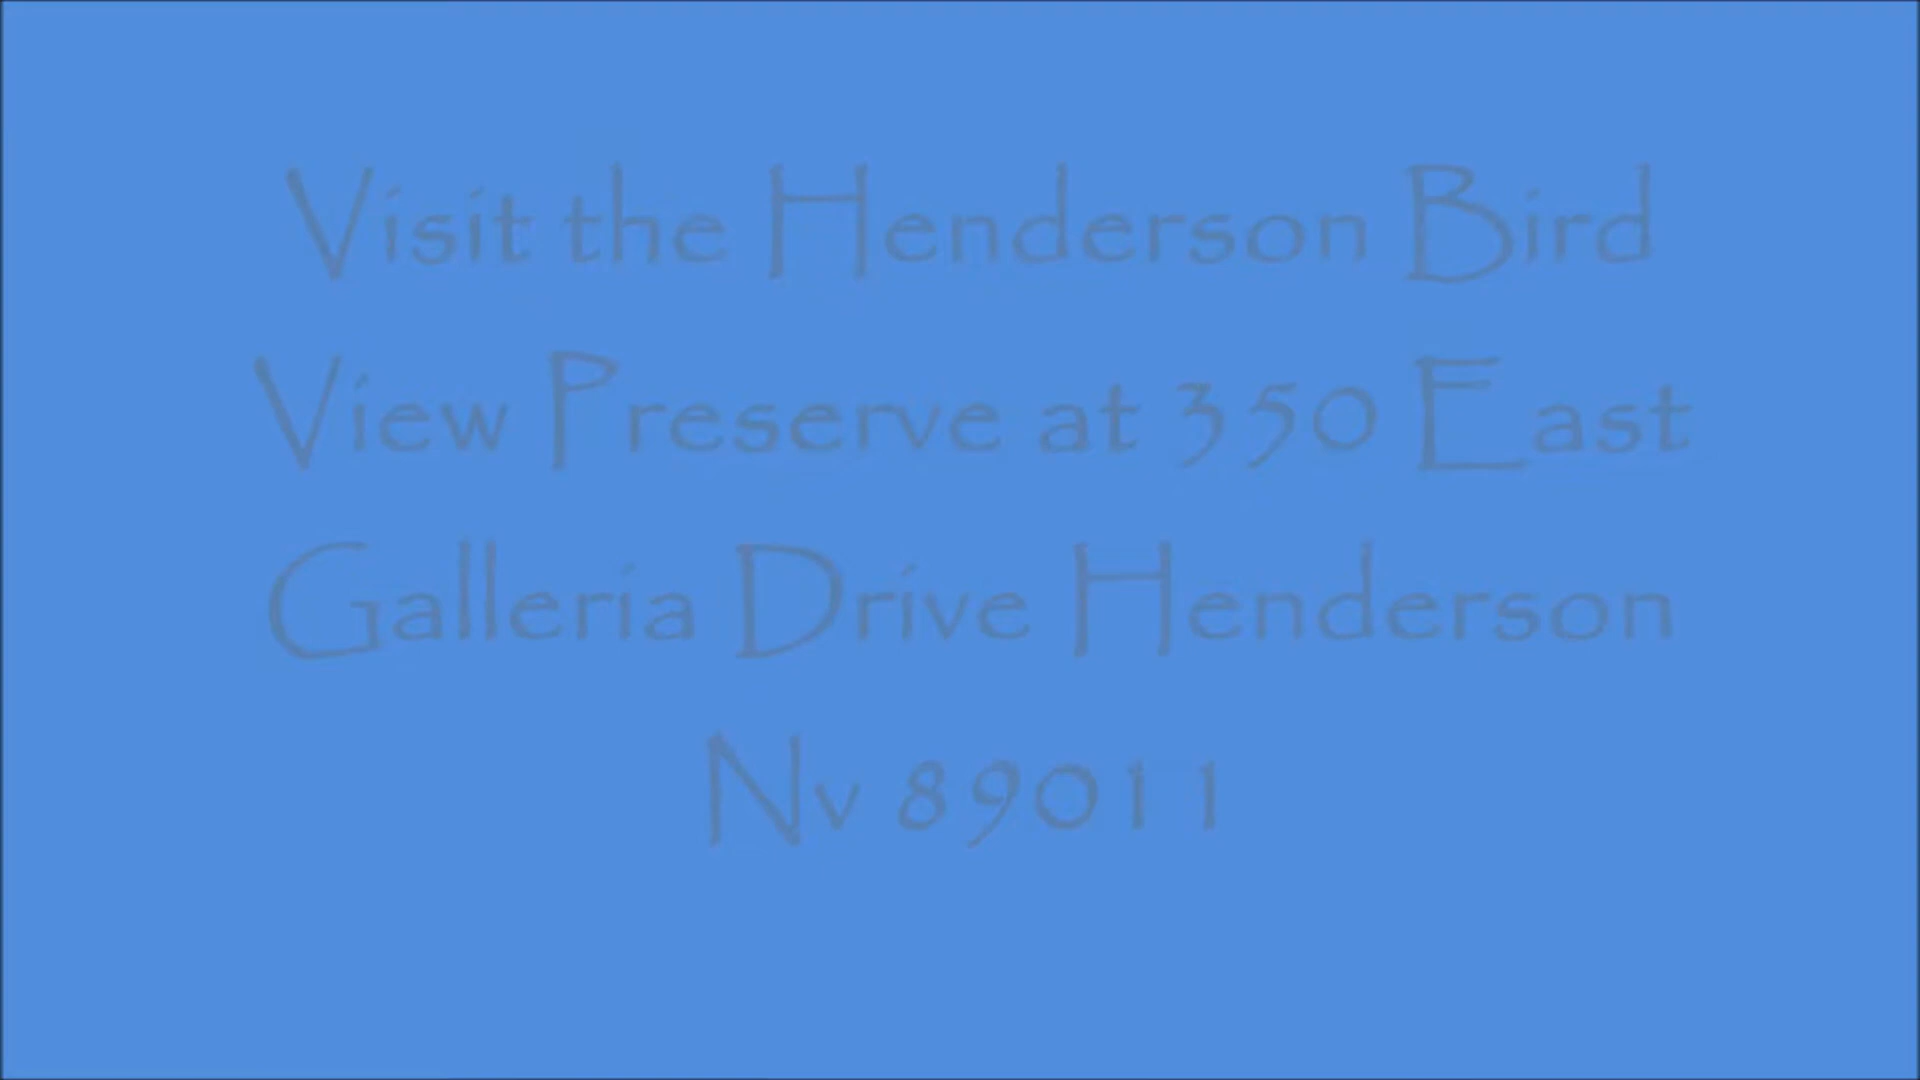 Visit the Henderson Bird
View Preserve at 350 East
Galleria Drive Henderson
Nv 89011